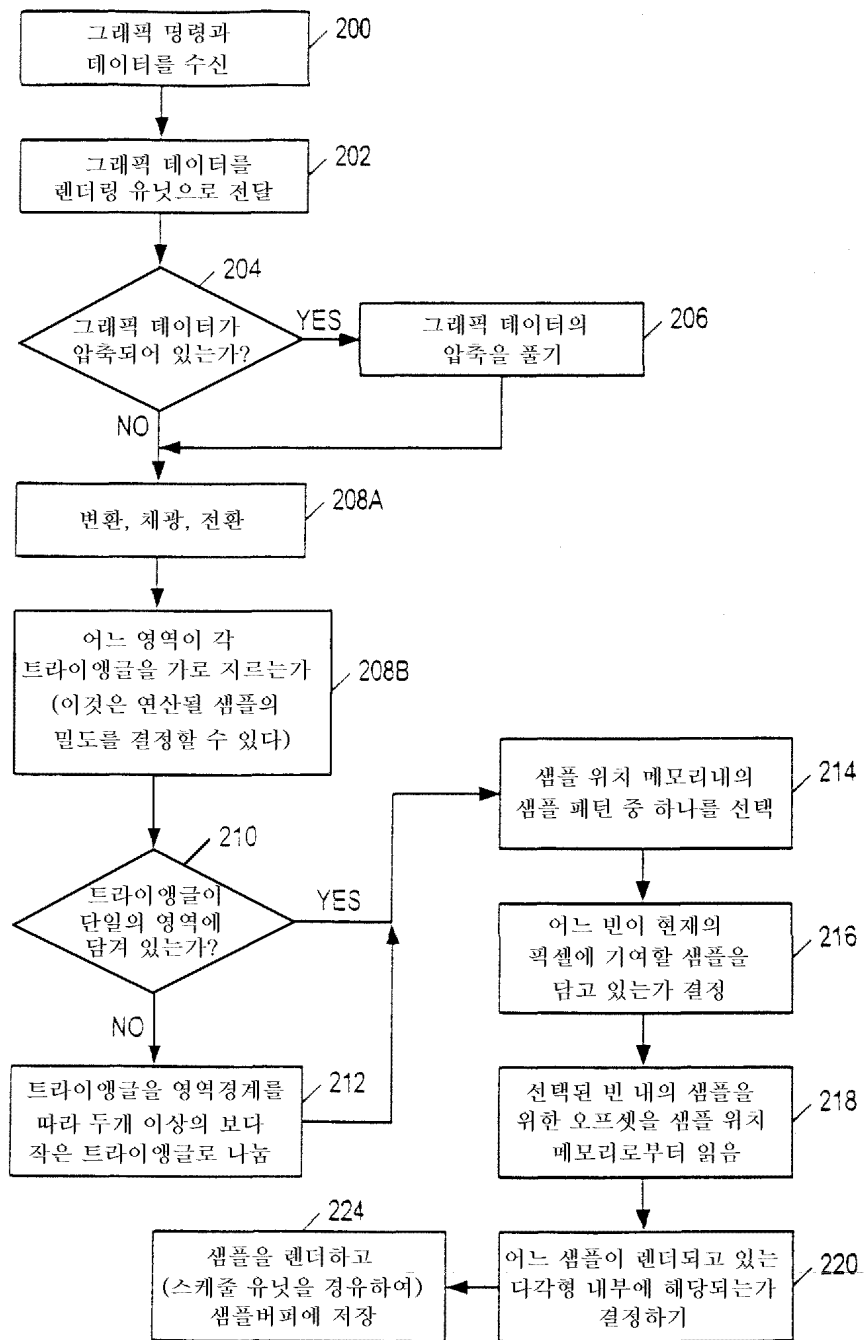 그래픽 명령과
데이터를 수신
200
그래픽 데이터를
렌더링 유닛으로 전달
202
204
그래픽 데이터가
압축되어 있는가?
YES
NO
그래픽 데이터의
압축을 풀기
206
변환, 채광, 전환
208A
어느 영역이 각
트라이앵글을 가로 지르는가
(이것은 연산될 샘플의
밀도를 결정할 수 있다)
208B
210
트라이앵글이
단일의 영역에
담겨 있는가?
YES
NO
트라이앵글을 영역경계를
따라 두개 이상의 보다
작은 트라이앵글로 나눔
212
샘플 위치 메모리내의
샘플 패턴 중 하나를 선택
214
어느 빈이 현재의
픽셀에 기여할 샘플을
담고 있는가 결정
216
선택된 빈 내의 샘플을
위한 오프셋을 샘플 위치
메모리로부터 읽음
218
어느 샘플이 렌더되고 있는
다각형 내부에 해당되는가
결정하기
220
224
샘플을 렌더하고
(스케줄 유닛을 경유하여)
샘플버퍼에 저장